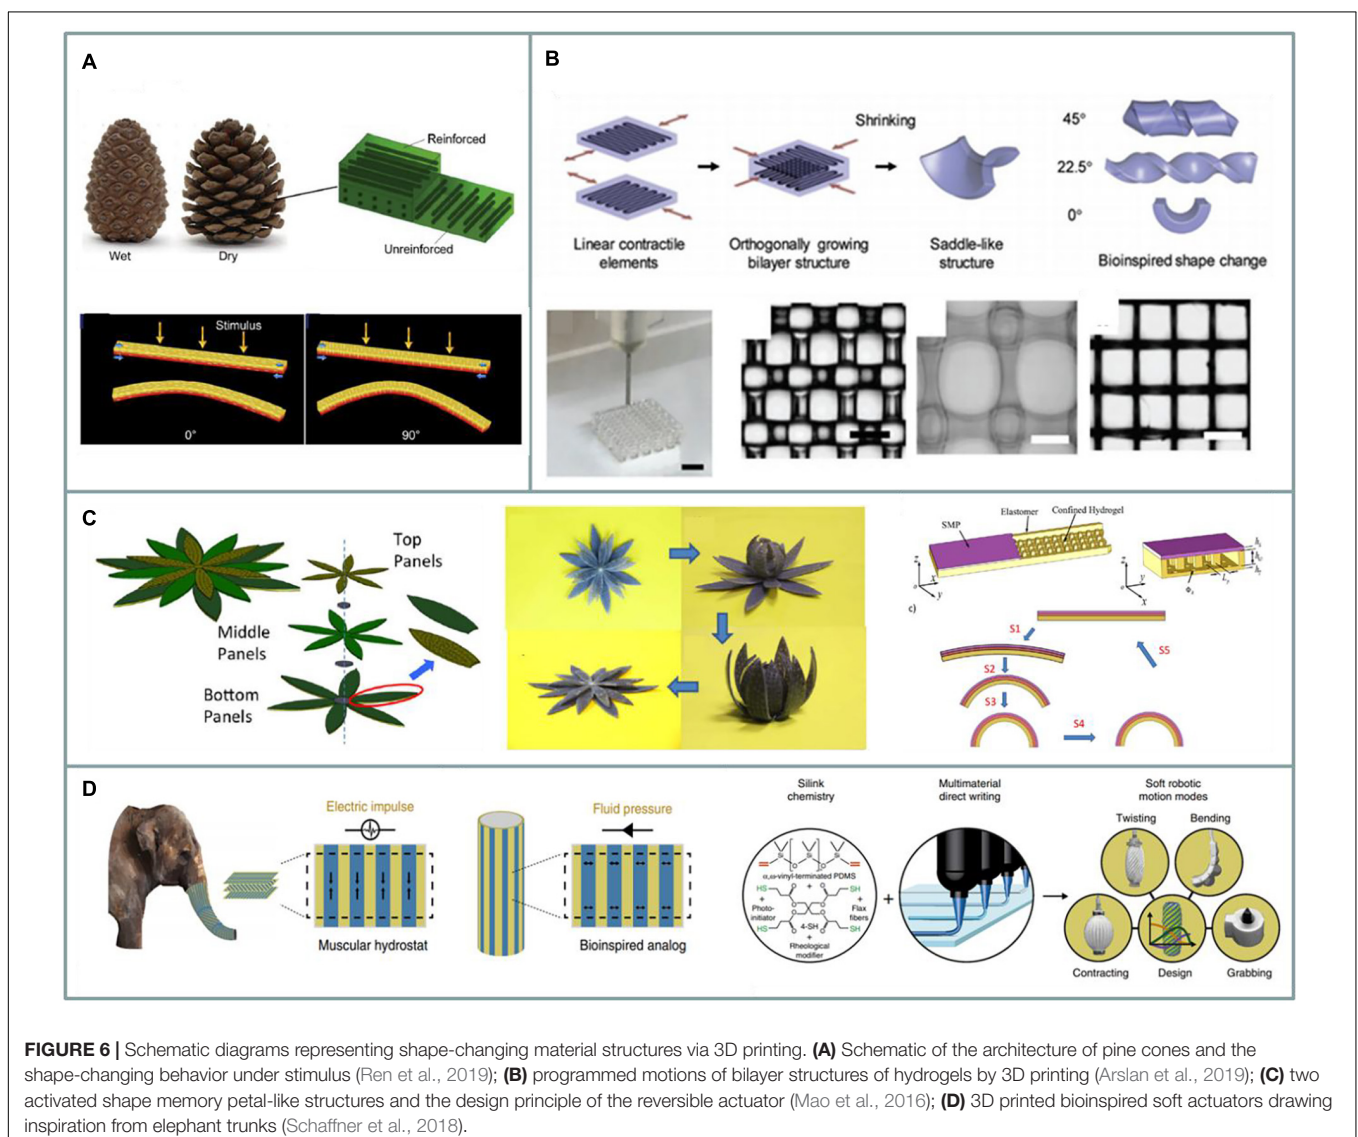 A
Reinforced
Unreinforced
Wet
Dry
Stimulus
0°
90°
B
Shrinking
45°
22.5°
0°
Linear contractile
elements
Orthogonally growing
bilayer structure
Saddle-like
structure
Bioinspired shape change
C
Top
Panels
Middle
Panels
Bottom
Panels
SMP
Elastomer
Confined Hydrogel
z
x
y
o
z
y
x
o
c)
S1
S2
S3
S4
S5
D
Electric impulse
Muscular hydrostat
Fluid pressure
Bioinspired analog
Silink
chemistry
α,ω-vinyl-terminated PDMS
+
HS
SH
+
Photo-
initiator
+
Flax
fibers
HS
4-SH
SH
+
Rheological
modifier
+
Multimaterial
direct writing
Soft robotic
motion modes
Twisting
Bending
Contracting
Design
Grabbing
FIGURE 6 | Schematic diagrams representing shape-changing material structures via 3D printing. (A) Schematic of the architecture of pine cones and the
shape-changing behavior under stimulus (Ren et al., 2019); (B) programmed motions of bilayer structures of hydrogels by 3D printing (Arslan et al., 2019); (C) two
activated shape memory petal-like structures and the design principle of the reversible actuator (Mao et al., 2016); (D) 3D printed bioinspired soft actuators drawing
inspiration from elephant trunks (Schaffner et al., 2018).